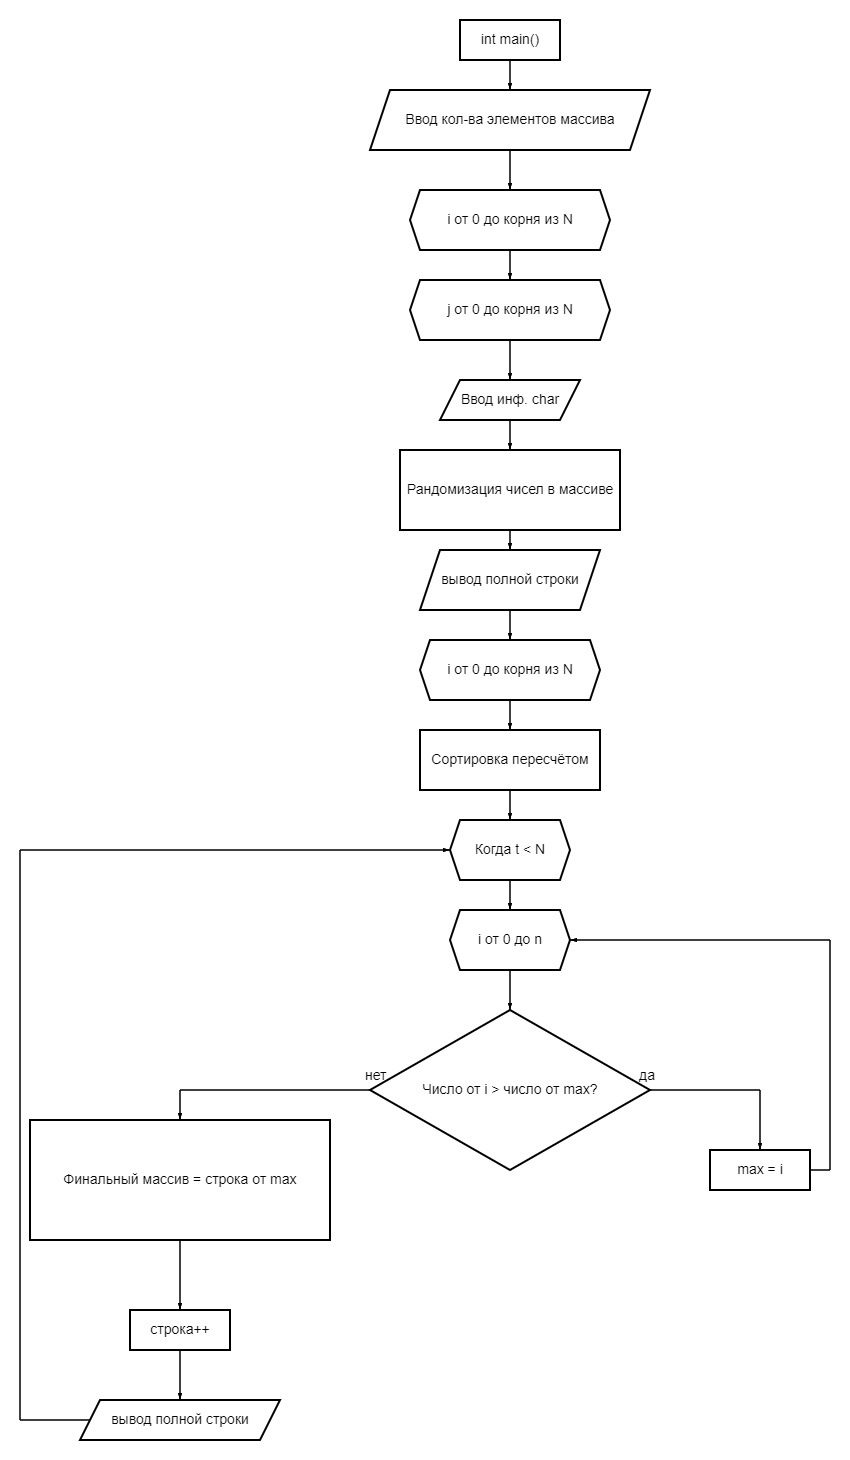 int main()
Ввод кол-ва элементов массива
i от 0 до корня из N
j от 0 до корня из N
Ввод инф. char
Рандомизация чисел в массиве
вывод полной строки
i от 0 до корня из N
Сортировка пересчётом
Когда t < N
i от 0 до n
нет
да
Число от i > число от max?
max = i
Финальный массив = строка от max
строка++
вывод полной строки